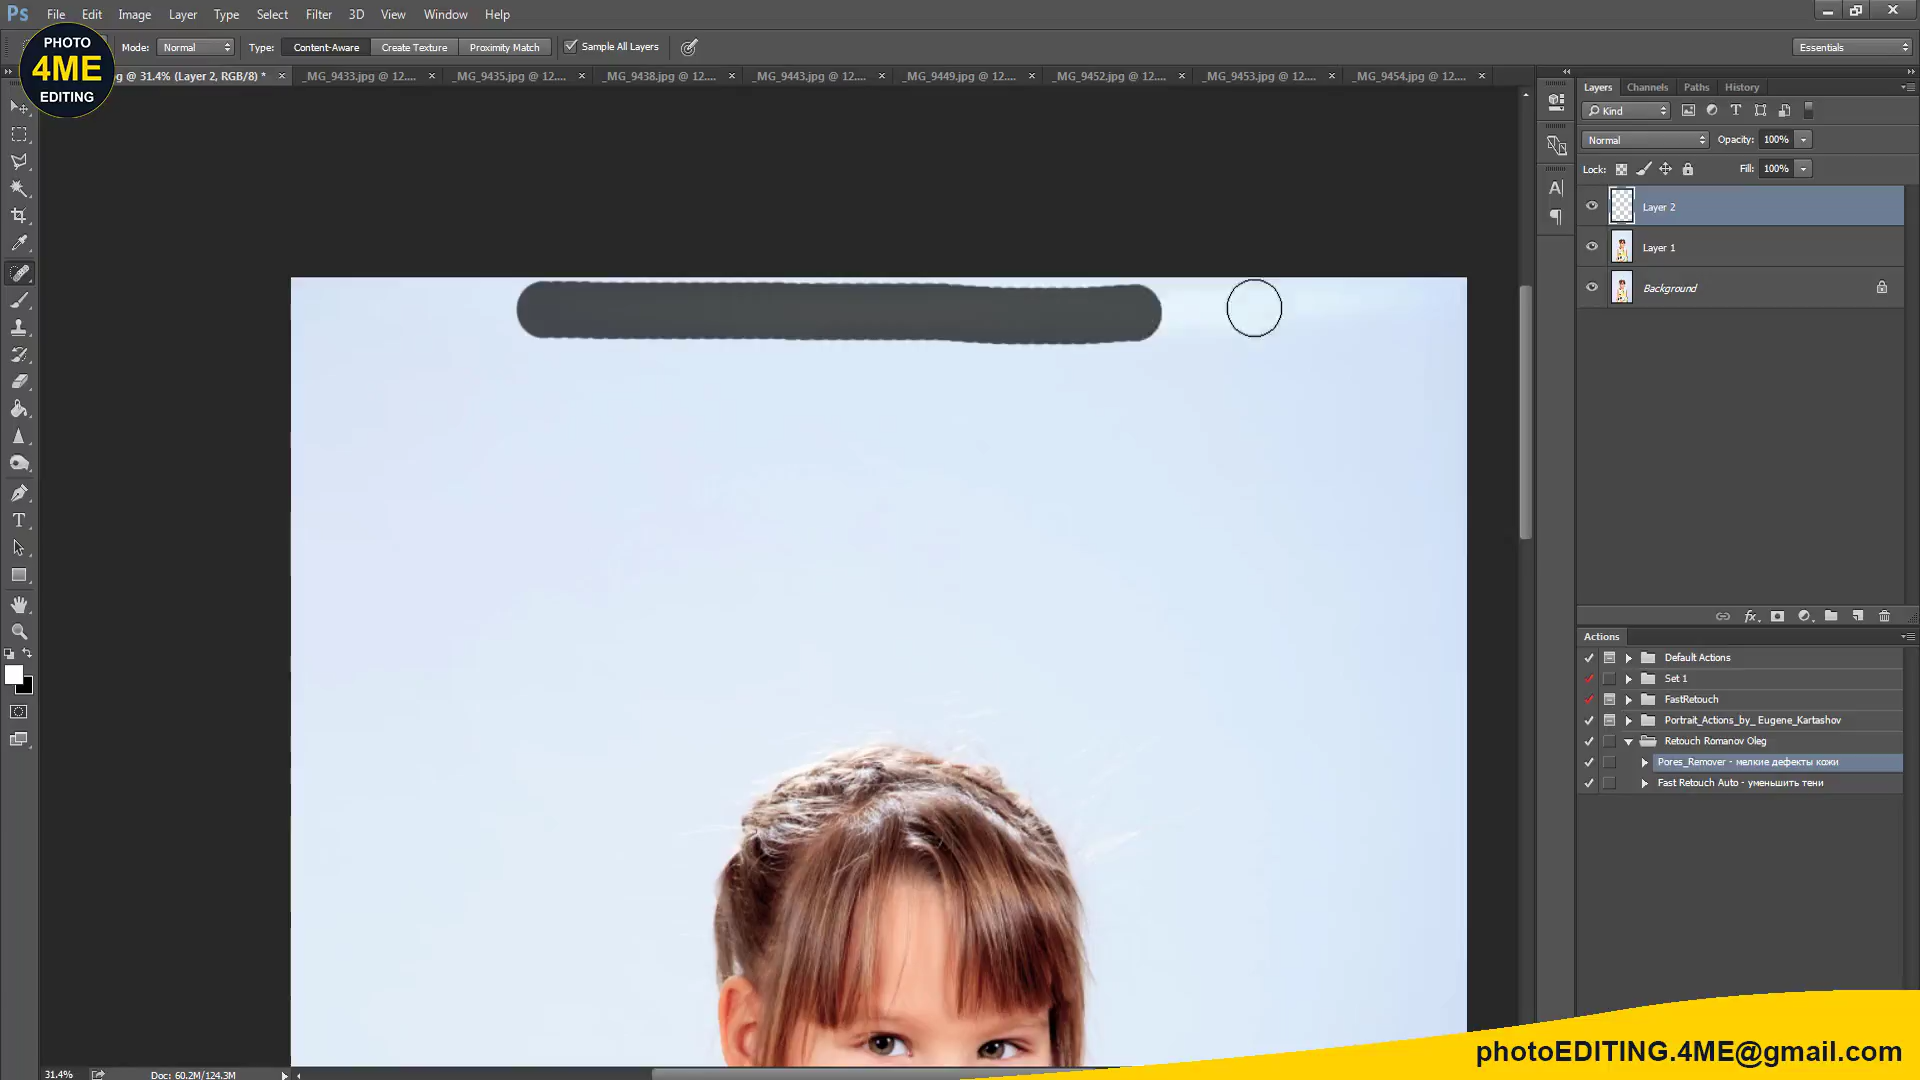 Ps File Edit Image Layer Type Select Filter 3D View Window Help
PHOTO
4ME
EDITING
Mode: Normal Type: Content-Aware Create Texture Proximity Match Sample All Layers Essentials
g @ 31.4% (Layer 2, RGB/8) * _MG_9433.jpg @ 12.... _MG_9435.jpg @ 12.... _MG_9438.jpg @ 12.... _MG_9443.jpg @ 12.... _MG_9449.jpg @ 12.... _MG_9452.jpg @ 12.... _MG_9453.jpg @ 12.... _MG_9454.jpg @ 12....
Layers Channels Paths History
Kind
Normal Opacity: 100%
Lock: Fill: 100%
Layer 2
Layer 1
Background
fx
Actions
Default Actions
Set 1
FastRetouch
Portrait_Actions_by_ Eugene_Kartashov
Retouch Romanov Oleg
Pores_Remover - мелкие дефекты кожи
Fast Retouch Auto - уменьшить тени
31.4% Doc: 60.2M/124.3M
photoEDITING.4ME@gmail.com